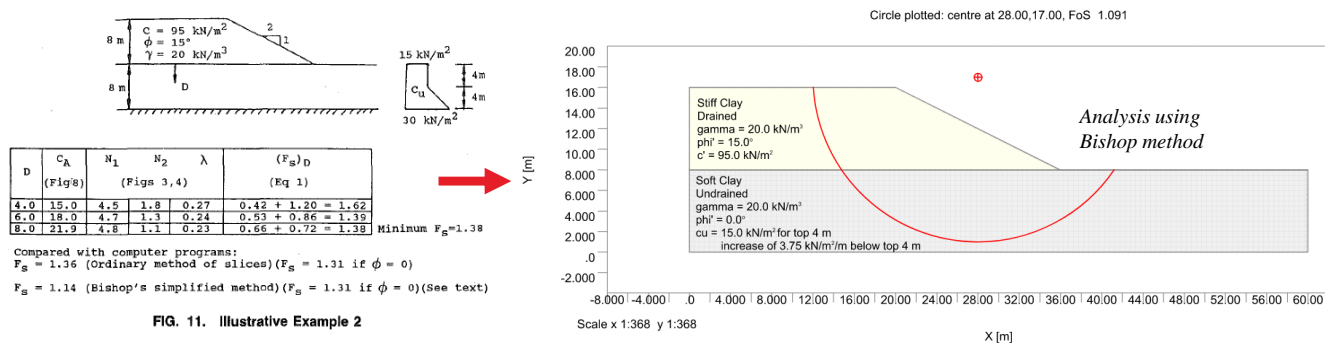 2
1
C = 95 kN/m²
8 m
ϕ = 15°
γ = 20 kN/m³
15 kN/m²
8 m
D
4m
Cu
4m
30 kN/m²
D CA N1 N2 λ (Fs)D
(Fig 8) (Figs 3,4) (Eq 1)
4.0 15.0 4.5 1.8 0.27 0.42 + 1.20 = 1.62
6.0 18.0 4.7 1.3 0.24 0.53 + 0.86 = 1.39
8.0 21.9 4.8 1.1 0.23 0.66 + 0.72 = 1.38 Minimum Fs=1.38
Compared with computer programs:
Fs = 1.36 (Ordinary method of slices)(Fs = 1.31 if ϕ = 0)
Fs = 1.14 (Bishop's simplified method)(Fs = 1.31 if ϕ = 0)(See text)
FIG. 11. Illustrative Example 2
Circle plotted: centre at 28.00,17.00, FoS 1.091
20.00
18.00
16.00
14.00
12.00
10.00
8.000
6.000
4.000
2.000
.0
-2.000
Y [m]
Stiff Clay
Drained
gamma = 20.0 kN/m³
phi' = 15.0°
c' = 95.0 kN/m²
Analysis using
Bishop method
Soft Clay
Undrained
gamma = 20.0 kN/m³
phi' = 0.0°
cu = 15.0 kN/m² for top 4 m
increase of 3.75 kN/m²/m below top 4 m
-8.000 -4.000 .0 4.000 8.000 12.00 16.00 20.00 24.00 28.00 32.00 36.00 40.00 44.00 48.00 52.00 56.00 60.00
Scale x 1:368 y 1:368
X [m]